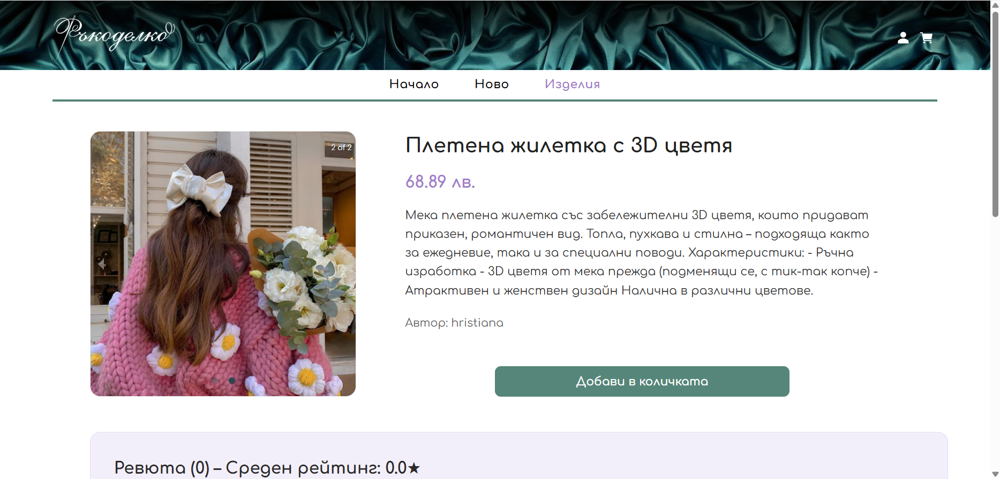 Ръкоделко
Начало Ново Изделия
2 of 2
Плетена жилетка с 3D цветя
68.89 лв.
Мека плетена жилетка със забележителни 3D цветя, които придават
приказен, романтичен вид. Топла, пухкава и стилна – подходяща както
за ежедневие, така и за специални поводи. Характеристики: - Ръчна
изработка - 3D цветя от мека прежда (подменящи се, с тик-так копче) -
Атрактивен и женствен дизайн Налична в различни цветове.
Автор: hristiana
Добави в количката
Ревюта (0) – Среден рейтинг: 0.0★